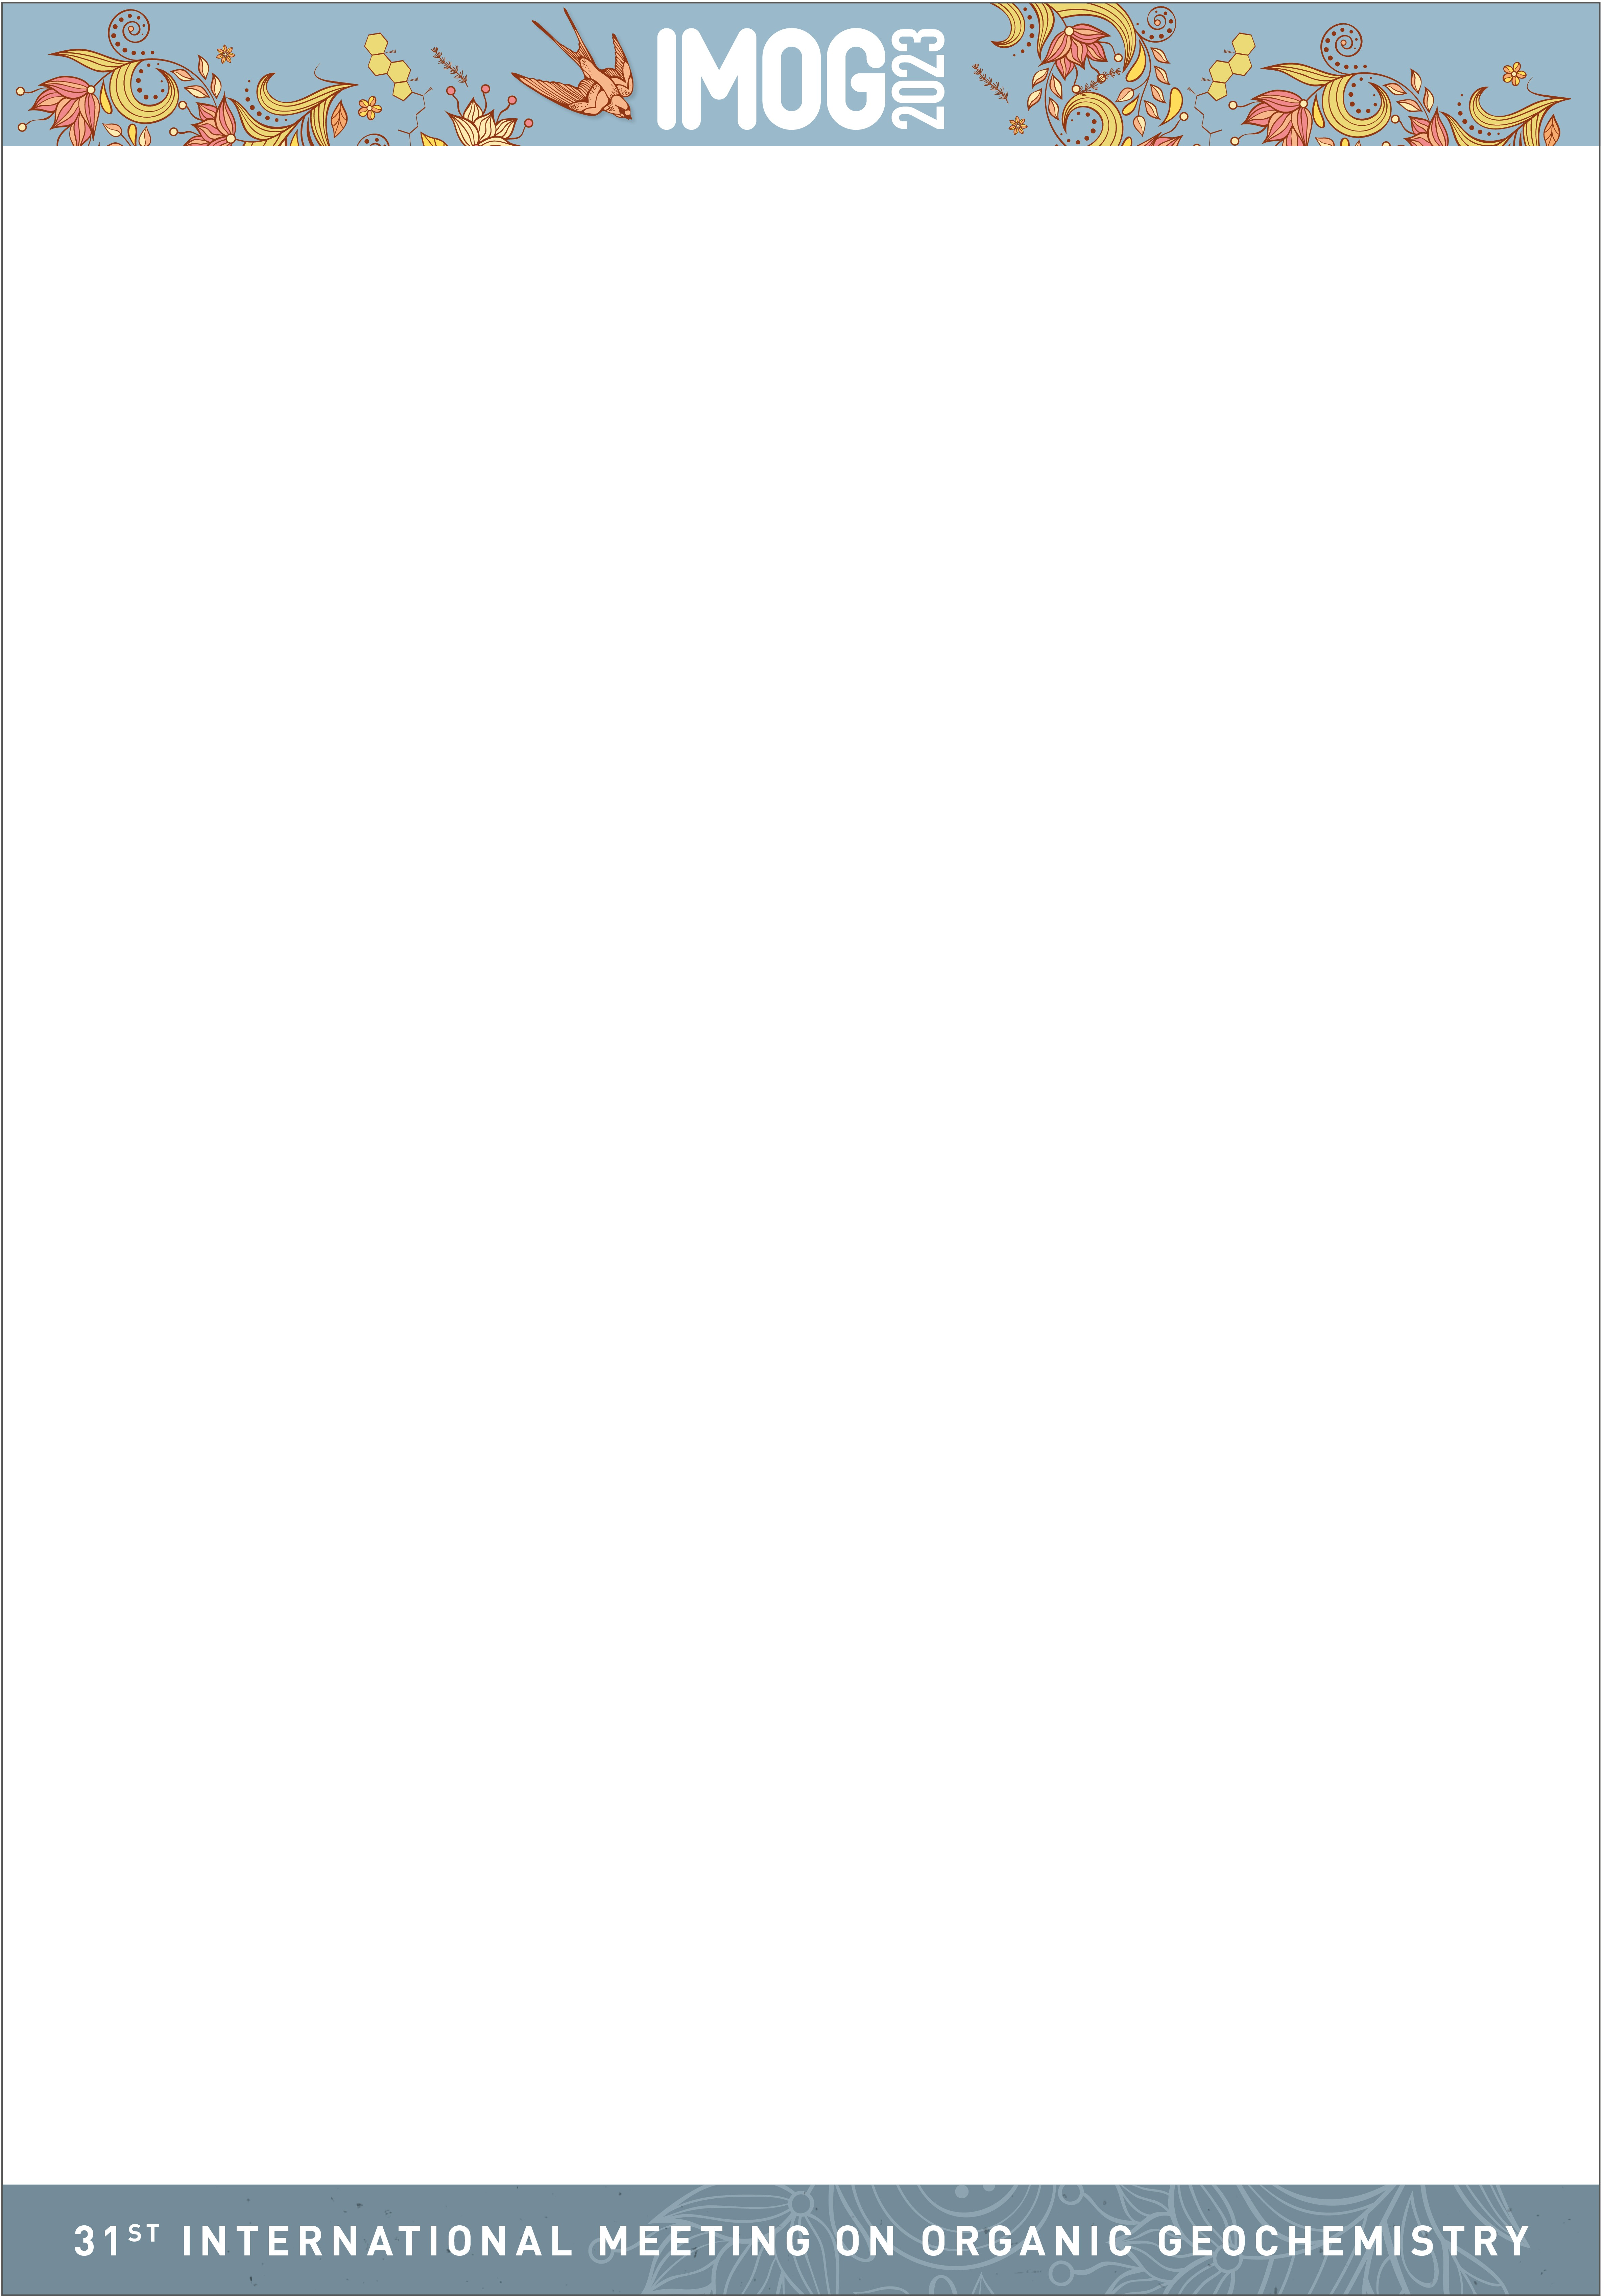 IMOG 2023
31ST INTERNATIONAL MEETING ON ORGANIC GEOCHEMISTRY